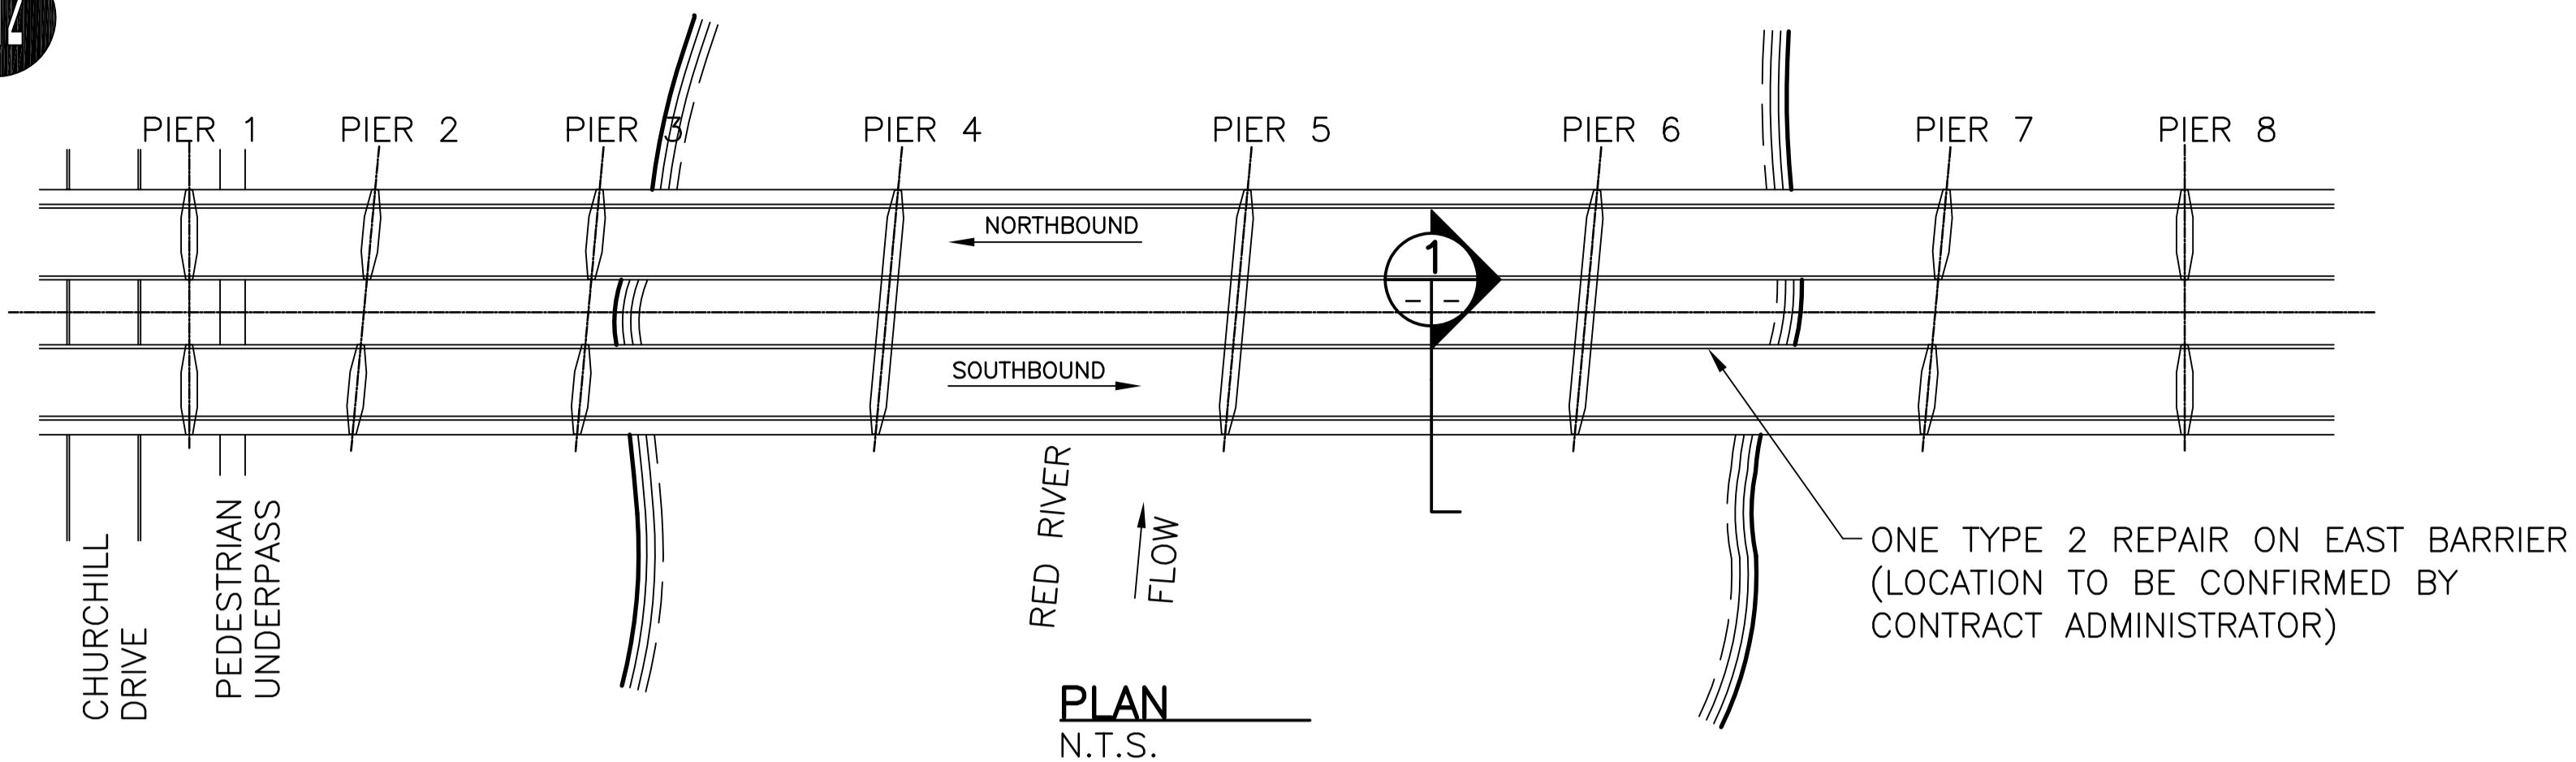 PIER 1
PIER 2
PIER 3
PIER 4
PIER 5
PIER 6
PIER 7
PIER 8
NORTHBOUND
1
- -
SOUTHBOUND
CHURCHILL
DRIVE
PEDESTRIAN
UNDERPASS
RED RIVER
FLOW
ONE TYPE 2 REPAIR ON EAST BARRIER
(LOCATION TO BE CONFIRMED BY
CONTRACT ADMINISTRATOR)
PLAN
N.T.S.